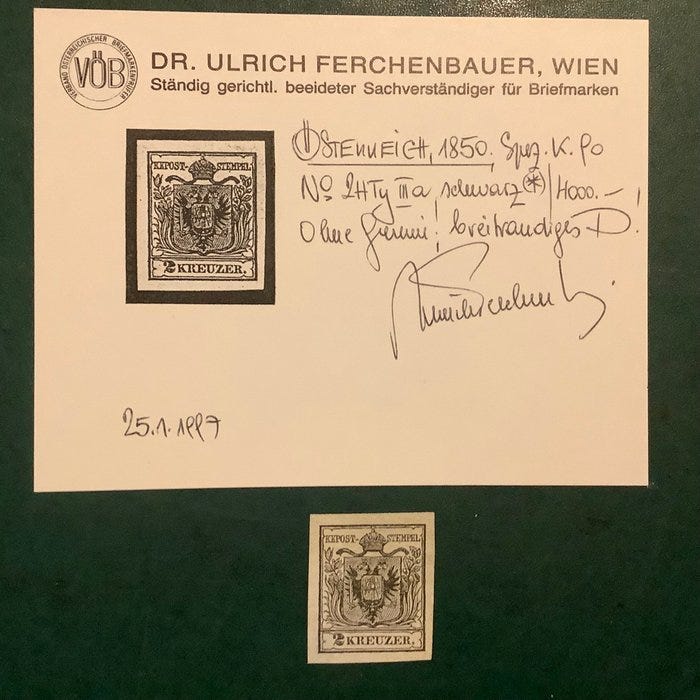 VERBAND ÖSTERREICHISCHER BRIEFMARKENPRÜFER
VÖB
DR. ULRICH FERCHENBAUER, WIEN
Ständig gerichtl. beeideter Sachverständiger für Briefmarken
ÖSTERREICH, 1850, Spez. K. Po
No 2HTy IIIa, schwarz (*) / 4000.—
Ohne Gummi! breitrandiges !
KKPOST-STEMPEL
2 KREUZER.
25.1.1997
KKPOST-STEMPEL
2 KREUZER.